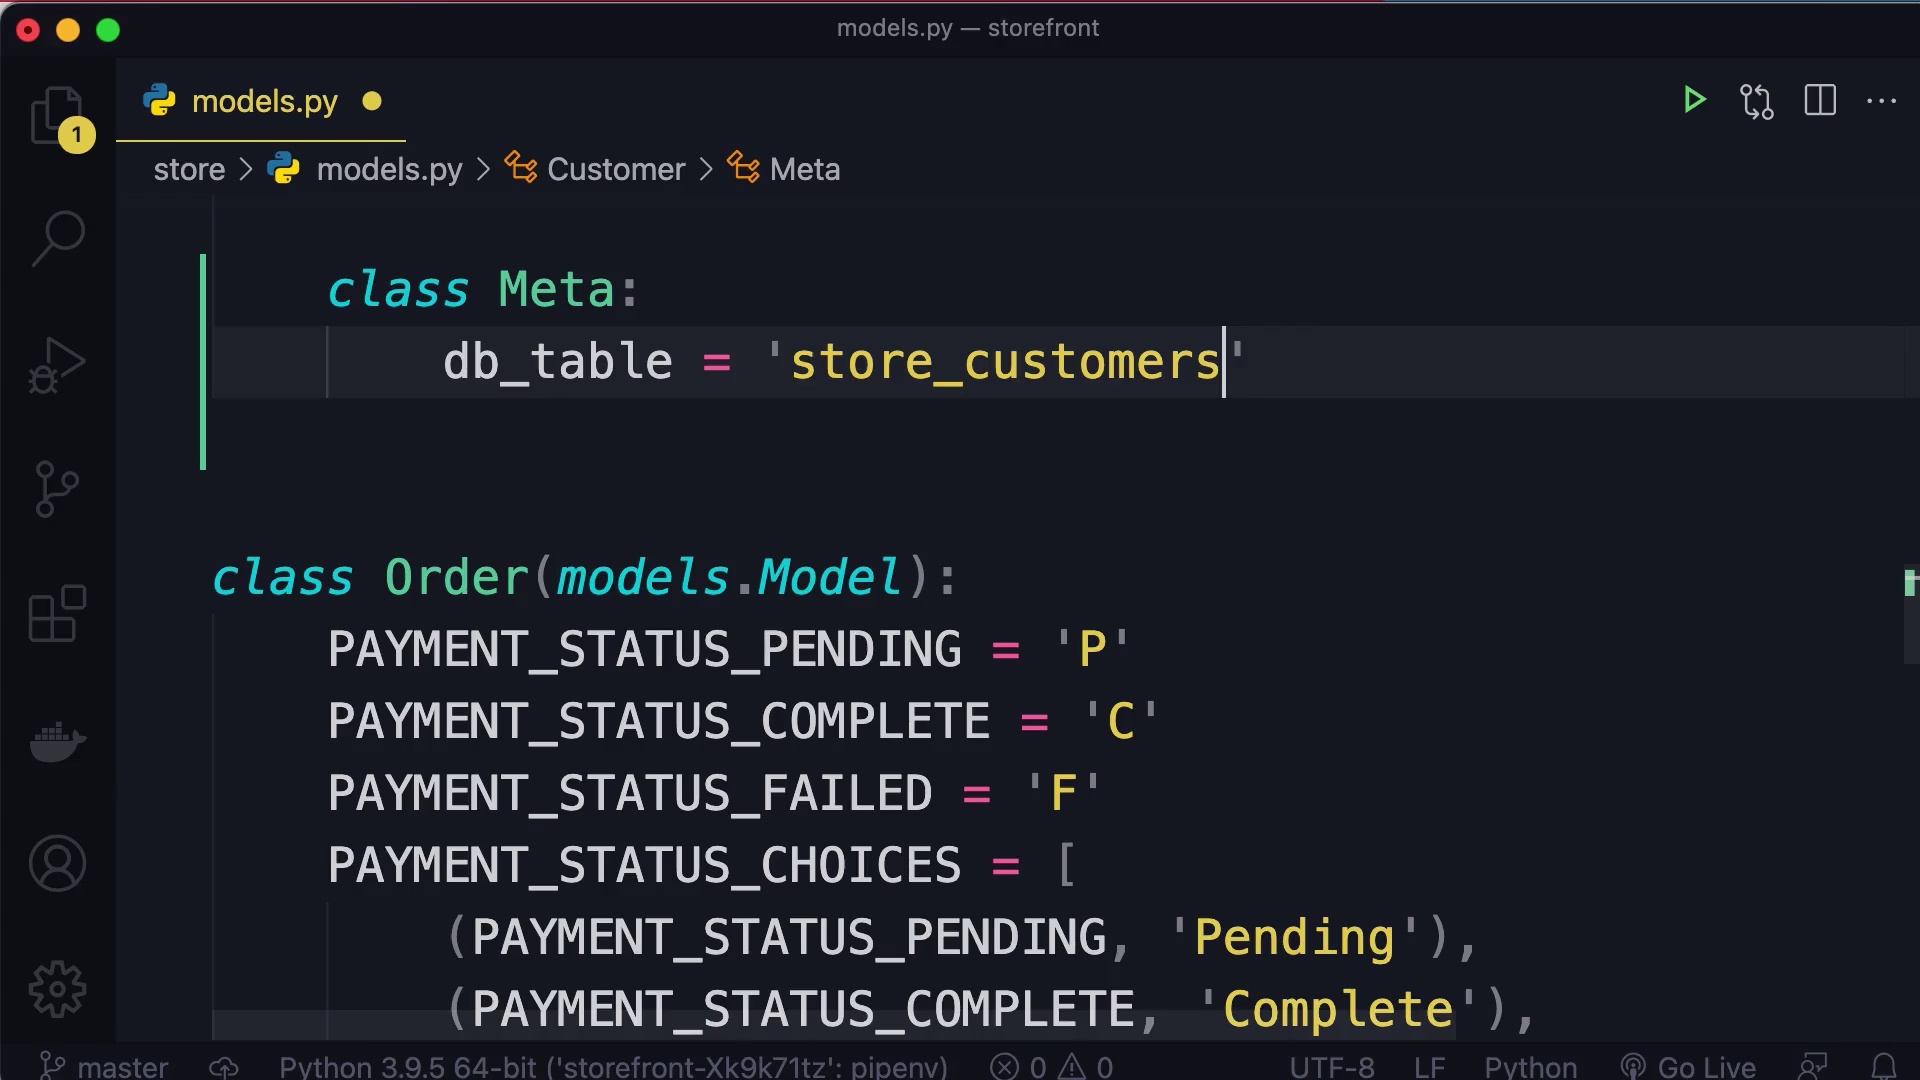 models.py — storefront
models.py
1
store > models.py > Customer > Meta
class Meta:
db_table = 'store_customers'
class Order(models.Model):
PAYMENT_STATUS_PENDING = 'P'
PAYMENT_STATUS_COMPLETE = 'C'
PAYMENT_STATUS_FAILED = 'F'
PAYMENT_STATUS_CHOICES = [
(PAYMENT_STATUS_PENDING, 'Pending'),
(PAYMENT_STATUS_COMPLETE, 'Complete'),
master Python 3.9.5 64-bit ('storefront-Xk9k71tz': pipenv) 0 0 UTF-8 LF Python Go Live